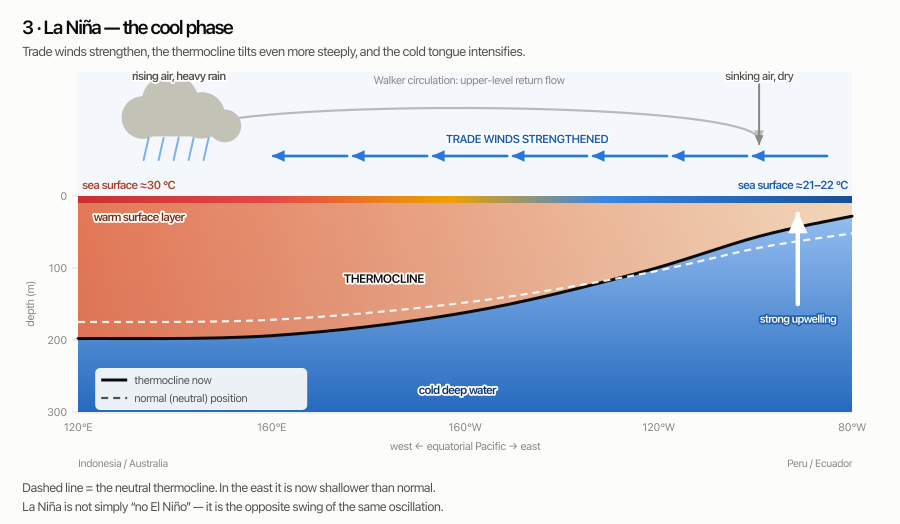 3 · La Niña — the cool phase
Trade winds strengthen, the thermocline tilts even more steeply, and the cold tongue intensifies.
rising air, heavy rain
Walker circulation: upper-level return flow
sinking air, dry
TRADE WINDS STRENGTHENED
sea surface ≈30 °C
sea surface ≈21–22 °C
0
warm surface layer
100
THERMOCLINE
depth (m)
200
strong upwelling
thermocline now
cold deep water
normal (neutral) position
300
120°E
160°E
160°W
120°W
80°W
west ← equatorial Pacific → east
Indonesia / Australia
Peru / Ecuador
Dashed line = the neutral thermocline. In the east it is now shallower than normal.
La Niña is not simply “no El Niño” — it is the opposite swing of the same oscillation.